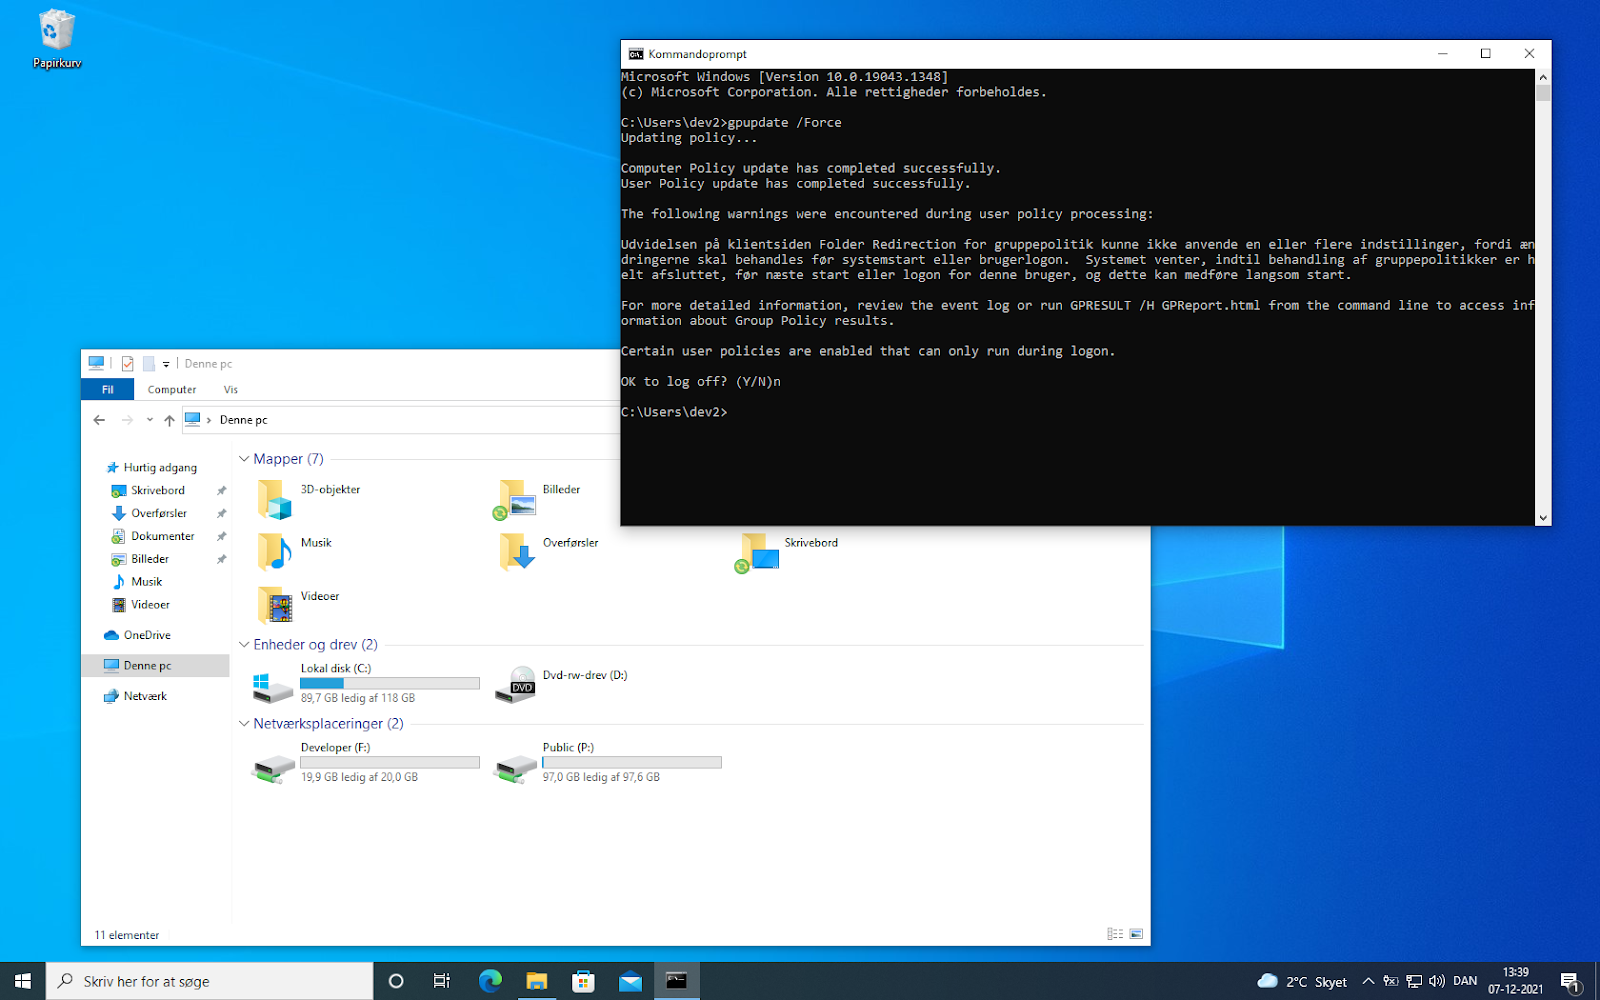 Papirkurv
Kommandoprompt
Microsoft Windows [Version 10.0.19043.1348]
(c) Microsoft Corporation. Alle rettigheder forbeholdes.
C:\Users\dev2>gpupdate /Force
Updating policy...
Computer Policy update has completed successfully.
User Policy update has completed successfully.
The following warnings were encountered during user policy processing:
Udvidelsen på klientsiden Folder Redirection for gruppepolitik kunne ikke anvende en eller flere indstillinger, fordi æn
dringerne skal behandles før systemstart eller brugerlogon.  Systemet venter, indtil behandling af gruppepolitikker er h
elt afsluttet, før næste start eller logon for denne bruger, og dette kan medføre langsom start.
For more detailed information, review the event log or run GPRESULT /H GPReport.html from the command line to access inf
ormation about Group Policy results.
Certain user policies are enabled that can only run during logon.
OK to log off? (Y/N)n
C:\Users\dev2>
Denne pc
Fil Computer Vis
Denne pc
Hurtig adgang
Skrivebord
Overførsler
Dokumenter
Billeder
Musik
Videoer
OneDrive
Denne pc
Netværk
Mapper (7)
3D-objekter
Billeder
Musik
Overførsler
Skrivebord
Videoer
Enheder og drev (2)
Lokal disk (C:)
89,7 GB ledig af 118 GB
DVD
Dvd-rw-drev (D:)
Netværksplaceringer (2)
Developer (F:)
19,9 GB ledig af 20,0 GB
Public (P:)
97,0 GB ledig af 97,6 GB
11 elementer
Skriv her for at søge
2°C Skyet
DAN
13:39
07-12-2021
1